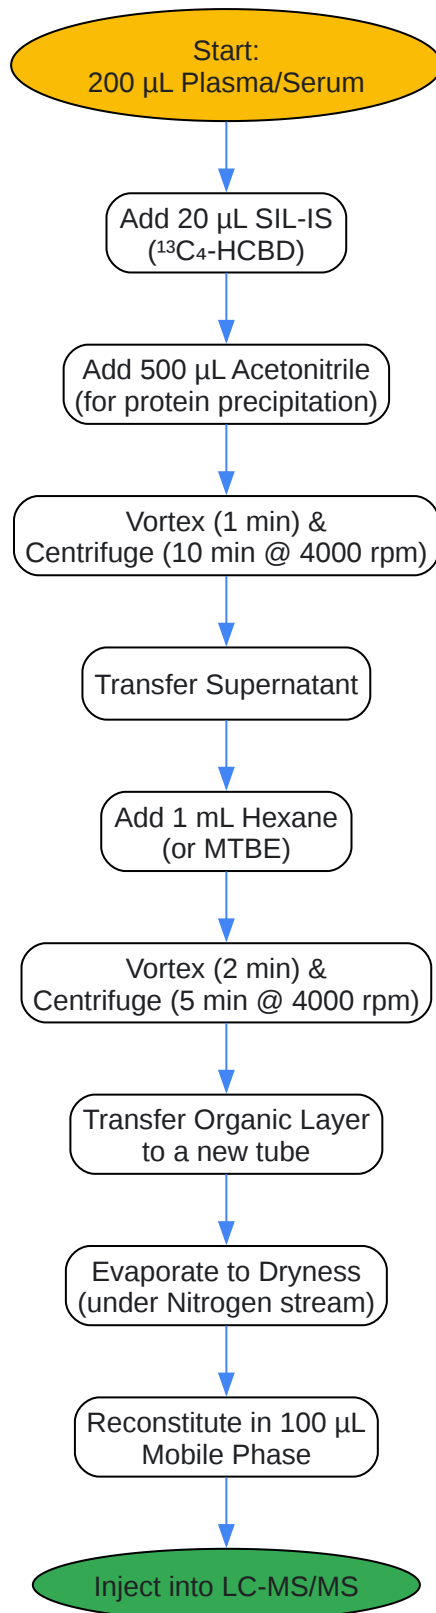 Start:
200 µL Plasma/Serum
Add 20 µL SIL-IS
(¹³C₄-HCBD)
Add 500 µL Acetonitrile
(for protein precipitation)
Vortex (1 min) &
Centrifuge (10 min @ 4000 rpm)
Transfer Supernatant
Add 1 mL Hexane
(or MTBE)
Vortex (2 min) &
Centrifuge (5 min @ 4000 rpm)
Transfer Organic Layer
to a new tube
Evaporate to Dryness
(under Nitrogen stream)
Reconstitute in 100 µL
Mobile Phase
Inject into LC-MS/MS